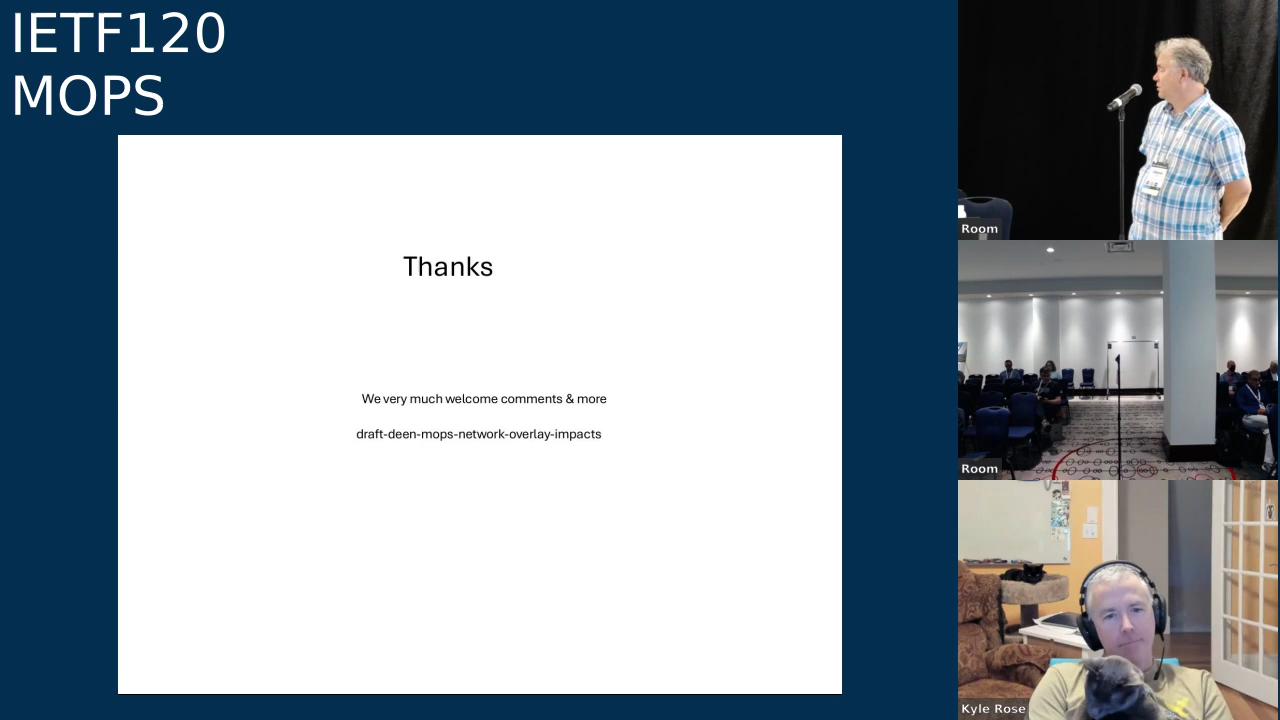 IETF120
MOPS
Thanks
We very much welcome comments & more
draft-deen-mops-network-overlay-impacts
Room
Room
Kyle Rose